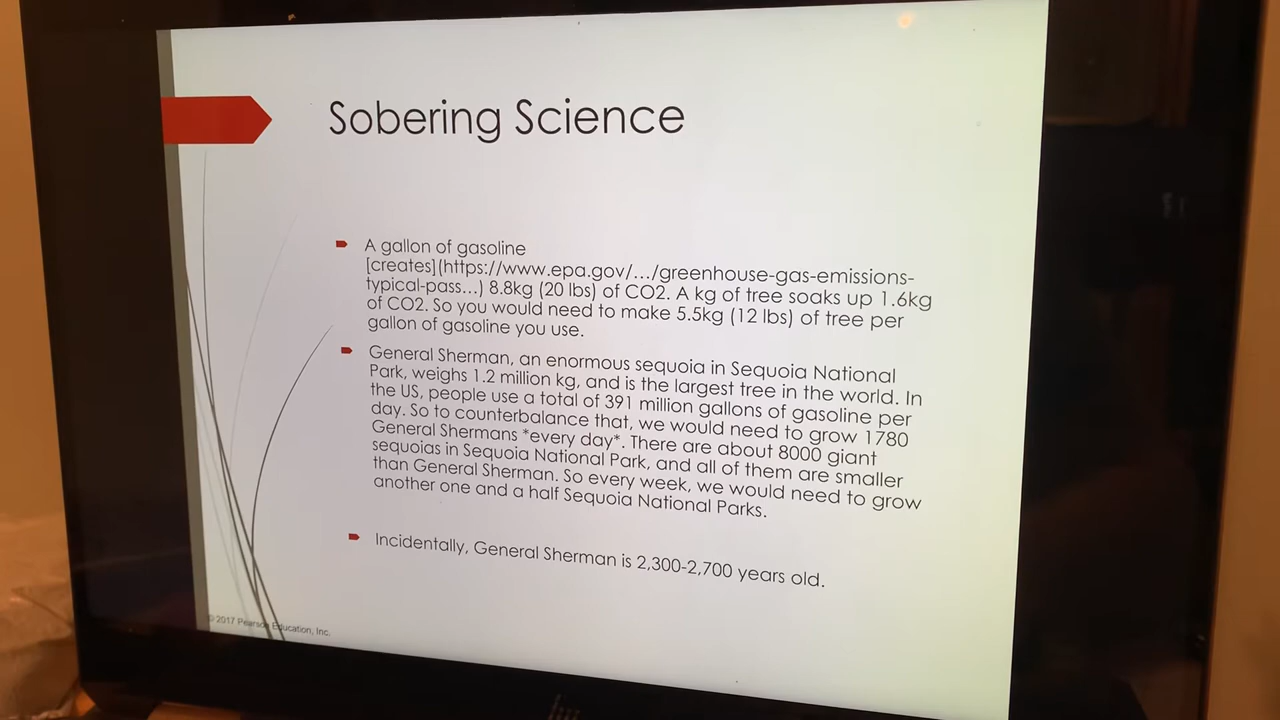 Sobering Science
A gallon of gasoline
[creates](https://www.epa.gov/…/greenhouse-gas-emissions-
typical-pass…) 8.8kg (20 lbs) of CO2. A kg of tree soaks up 1.6kg
of CO2. So you would need to make 5.5kg (12 lbs) of tree per
gallon of gasoline you use.
General Sherman, an enormous sequoia in Sequoia National
Park, weighs 1.2 million kg, and is the largest tree in the world. In
the US, people use a total of 391 million gallons of gasoline per
day. So to counterbalance that, we would need to grow 1780
General Shermans *every day*. There are about 8000 giant
sequoias in Sequoia National Park, and all of them are smaller
than General Sherman. So every week, we would need to grow
another one and a half Sequoia National Parks.
Incidentally, General Sherman is 2,300-2,700 years old.
© 2017 Pearson Education, Inc.